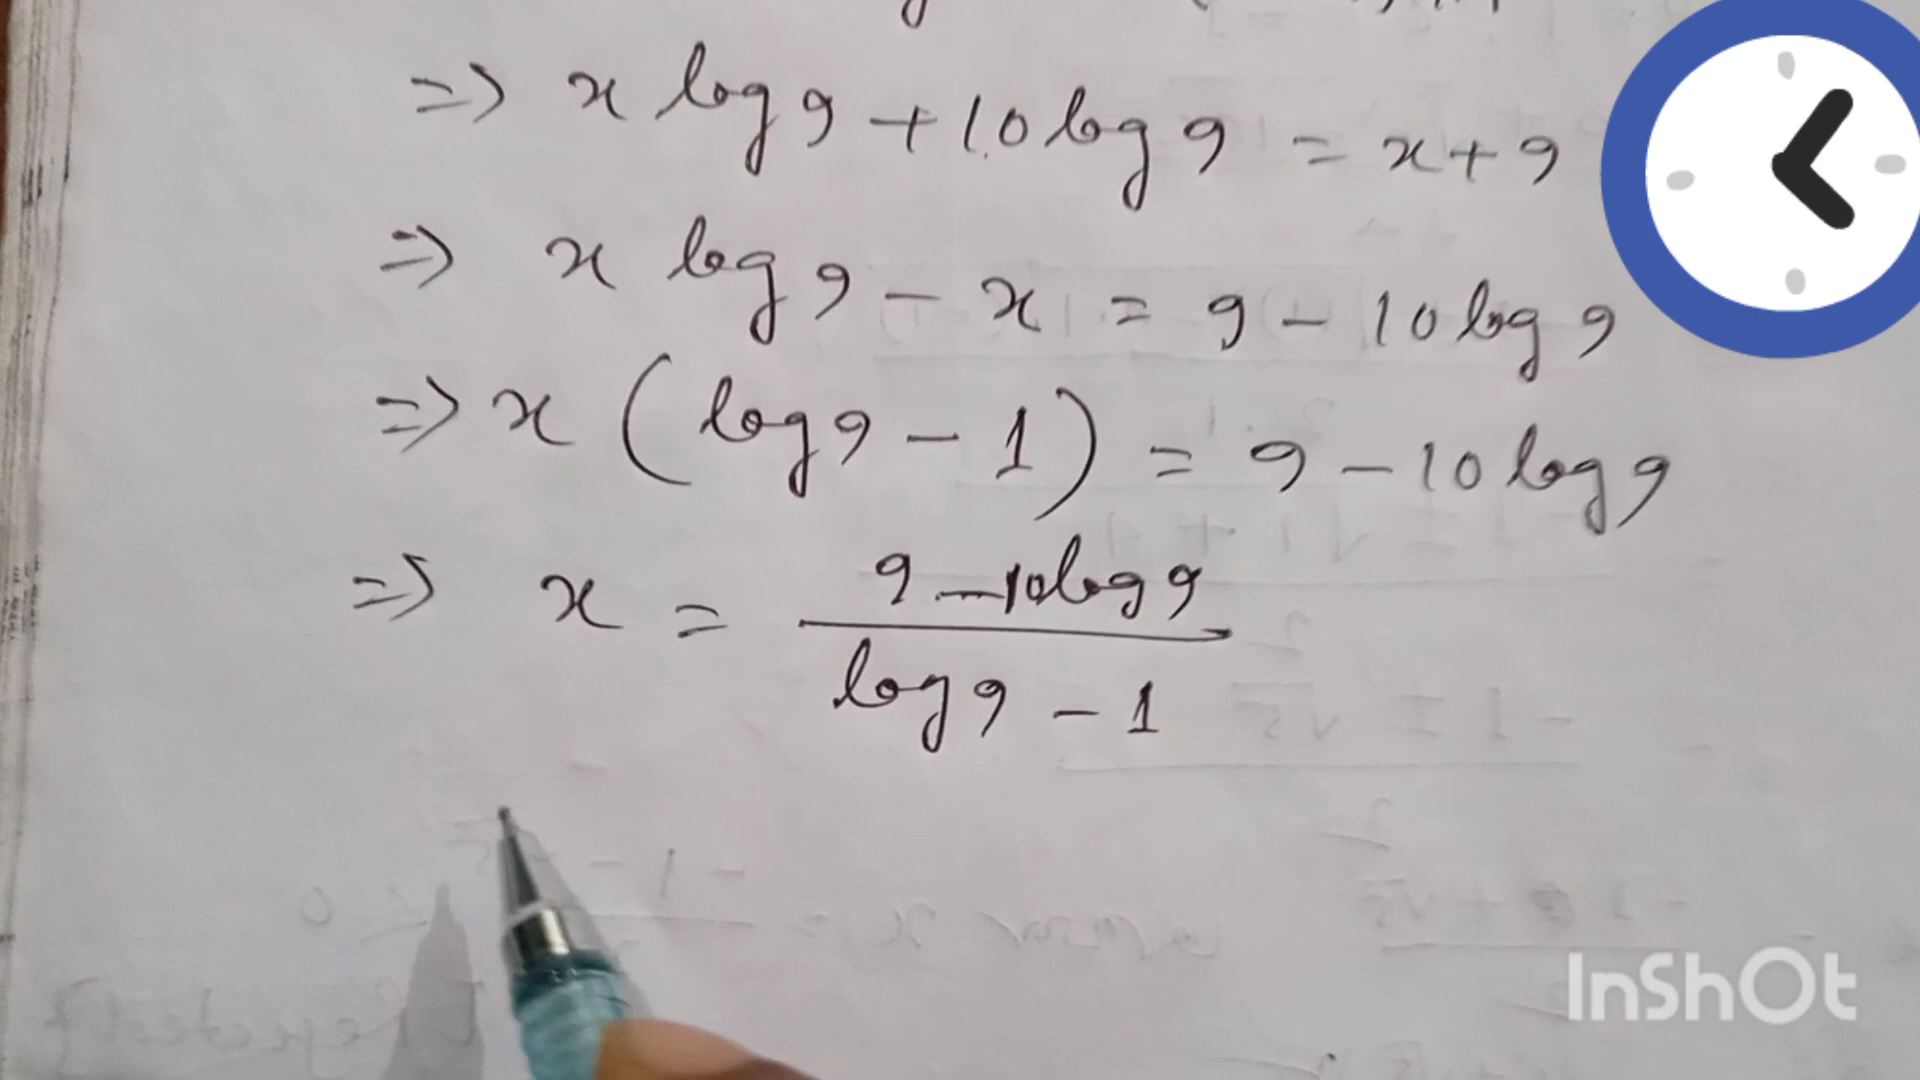 => x log 9 + 10 log 9 = x + 9
=> x log 9 - x = 9 - 10 log 9
=> x (log 9 - 1) = 9 - 10 log 9
=> x = \frac{9 - 10 log 9}{log 9 - 1}
InShOt